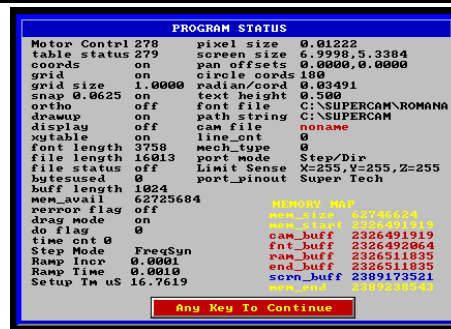 PROGRAM STATUS
Motor Contrl 278 pixel size 0.01222
table status 279 screen size 6.9998,5.3384
coords on pan offsets 0.0000,0.0000
grid on circle cords 180
grid size 1.0000 radian/cord 0.03491
snap 0.0625 on text height 0.500
ortho off font file C:\SUPERCAM\ROMANA
drawup on path string C:\SUPERCAM
display off cam file noname
xytable on line_cnt 0
font length 3758 mech_type 0
file length 16013 port mode Step/Dir
file status off Limit Sense X=255,Y=255,Z=255
bytesused 0 port_pinout Super Tech
buff length 1024
mem_avail 62725684 MEMORY MAP
rerror flag off mem_size 62746624
drag mode on mem_start 2326491919
do flag 0 cam_buff 2326491919
time cnt 0 fnt_buff 2326492064
Step Mode FreqSyn ram_buff 2326511835
Ramp Incr 0.0001 end_buff 2326511835
Ramp Time 0.0010 scrn_buff 2389173521
Setup Tm uS 16.7619 mem_end 2389238543
Any Key To Continue